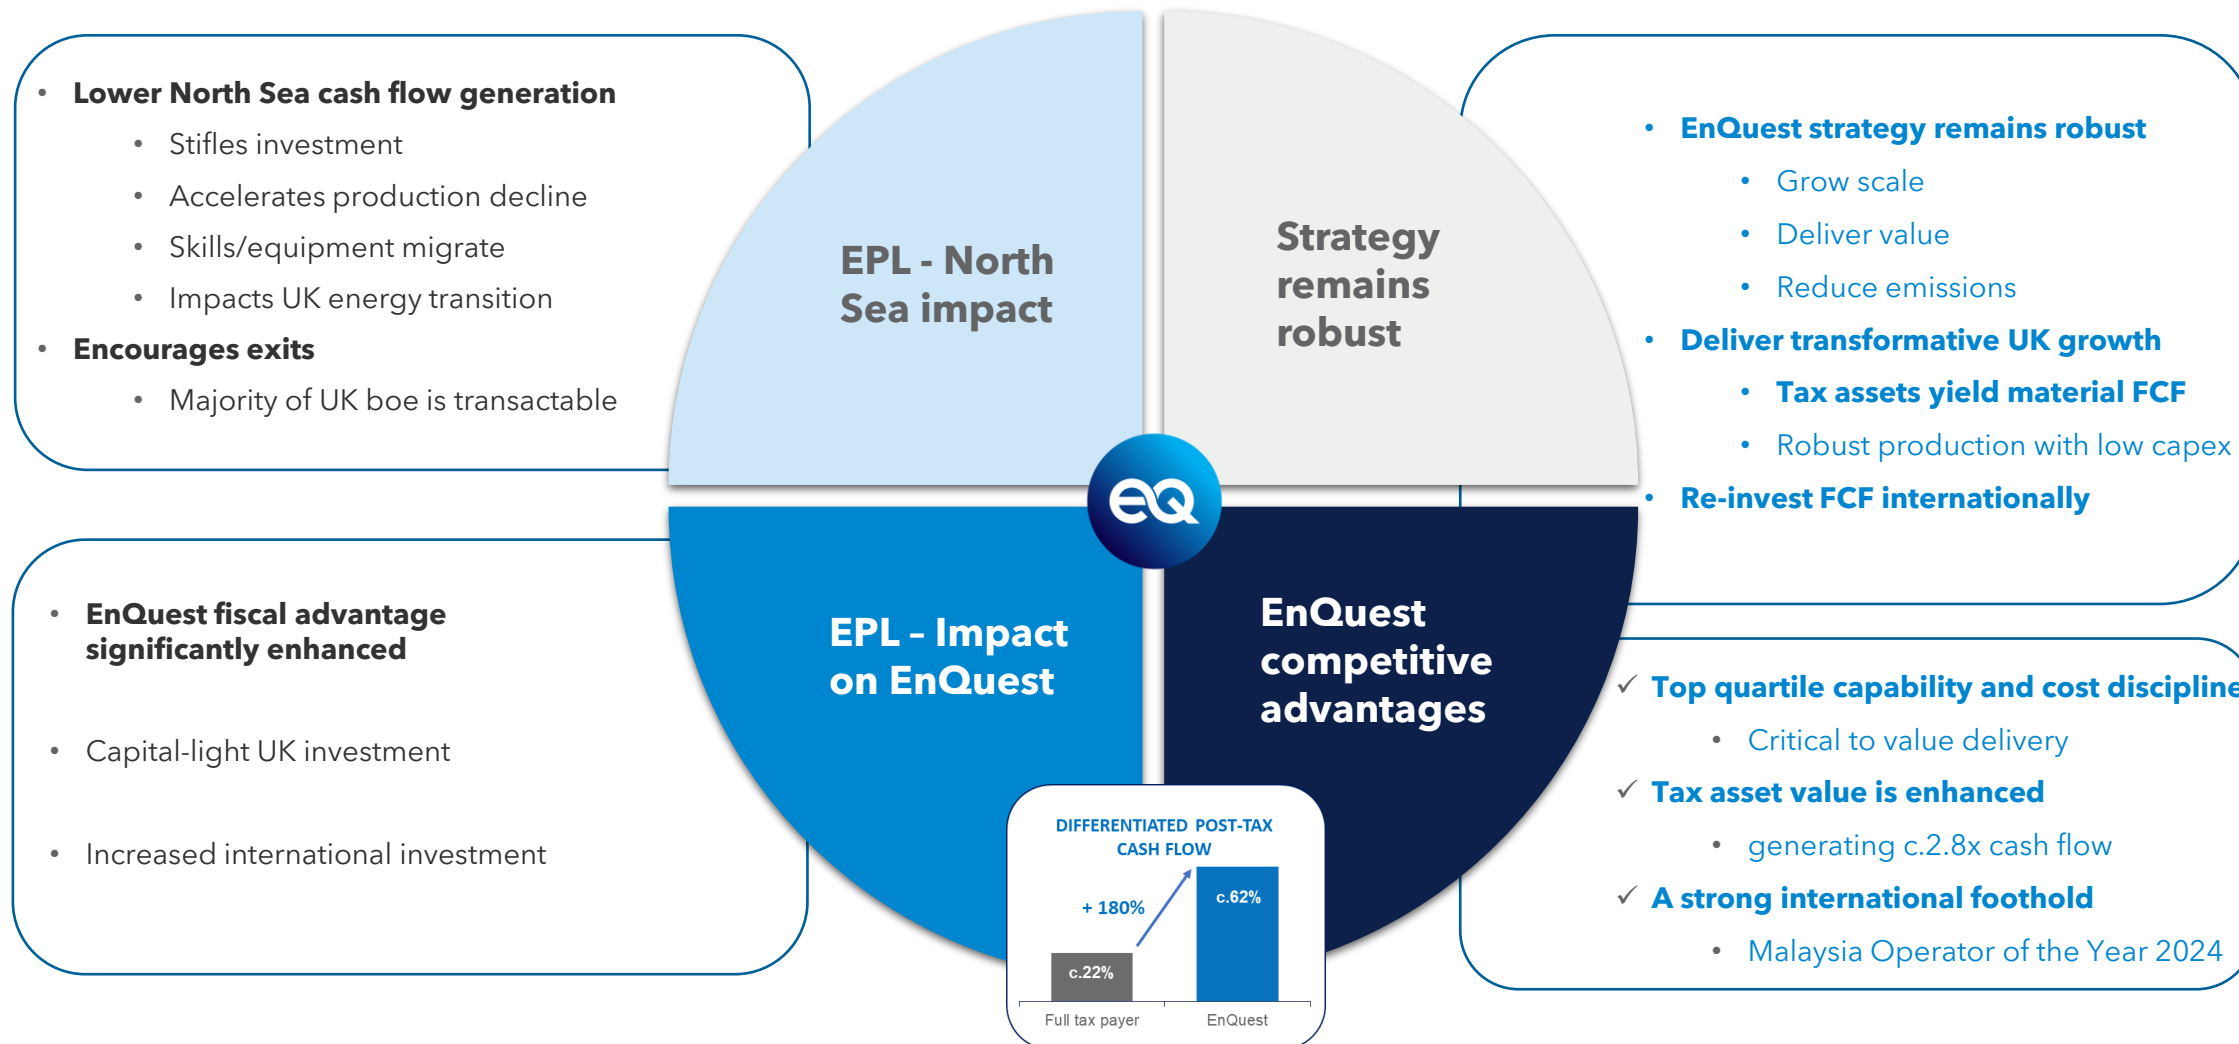 • Lower North Sea cash flow generation
• Stifles investment
• Accelerates production decline
• Skills/equipment migrate
• Impacts UK energy transition
• Encourages exits
• Majority of UK boe is transactable
EPL - North
Sea impact
Strategy
remains
robust
• EnQuest strategy remains robust
• Grow scale
• Deliver value
• Reduce emissions
• Deliver transformative UK growth
• Tax assets yield material FCF
• Robust production with low capex
• Re-invest FCF internationally
eQ
• EnQuest fiscal advantage
significantly enhanced
• Capital-light UK investment
• Increased international investment
EPL – Impact
on EnQuest
EnQuest
competitive
advantages
✓ Top quartile capability and cost discipline
• Critical to value delivery
✓ Tax asset value is enhanced
• generating c.2.8x cash flow
✓ A strong international foothold
• Malaysia Operator of the Year 2024
DIFFERENTIATED POST-TAX
CASH FLOW
+ 180%
c.62%
c.22%
Full tax payer
EnQuest